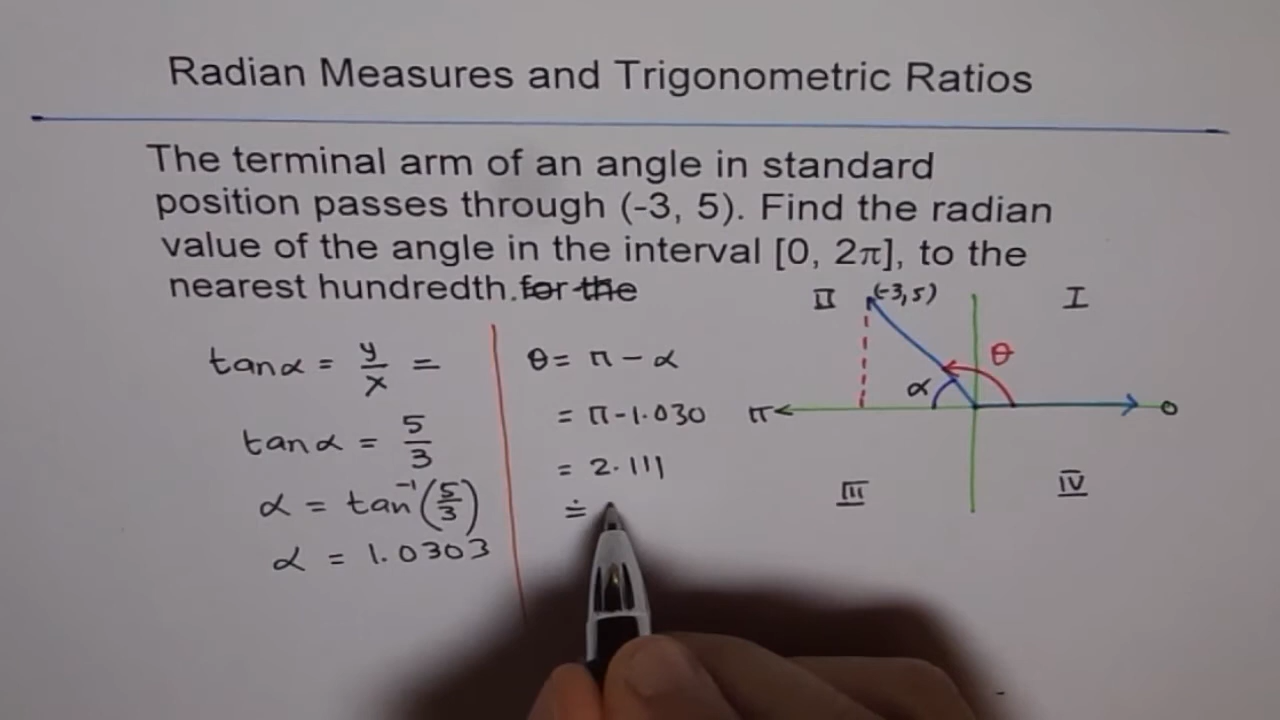 Radian Measures and Trigonometric Ratios
The terminal arm of an angle in standard
position passes through (-3, 5). Find the radian
value of the angle in the interval [0, 2π], to the
nearest hundredth. for the
tanα = y/x =
tanα = 5/3
α = tan⁻¹(5/3)
α = 1.0303
θ = π - α
= π - 1.030
= 2.111
≐
II
(-3,5)
I
θ
α
π
0
III
IV